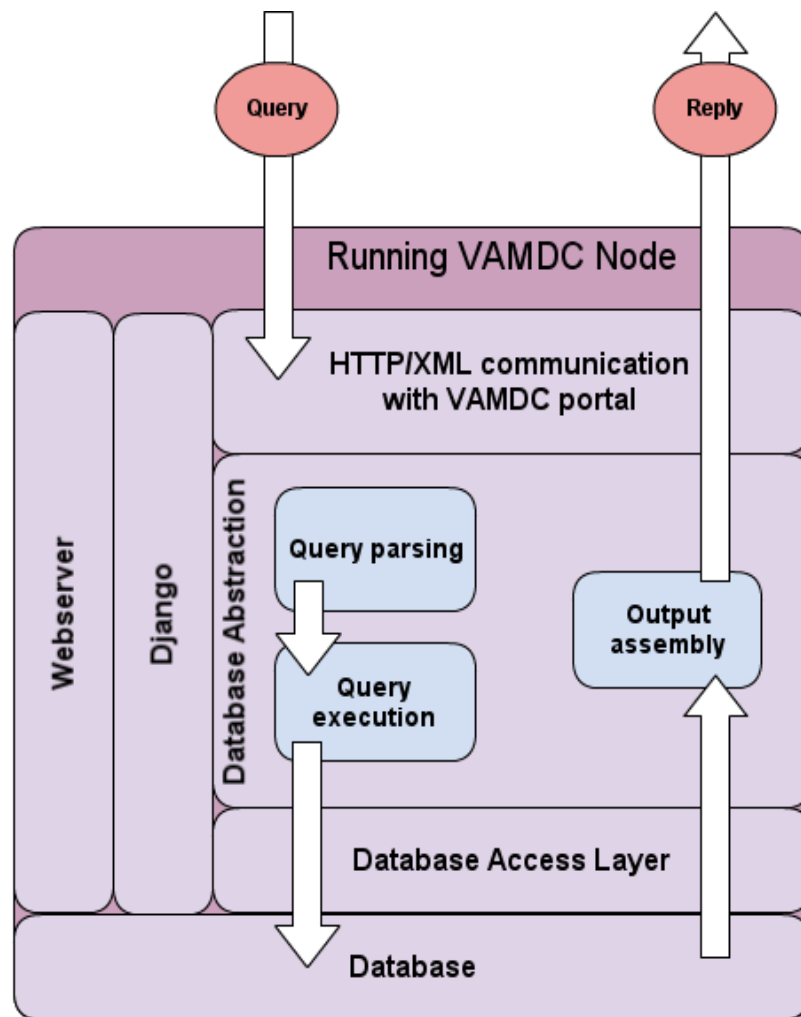 Query
Reply
Running VAMDC Node
HTTP/XML communication
with VAMDC portal
Webserver
Django
Database Abstraction
Query parsing
Query
execution
Output
assembly
Database Access Layer
Database